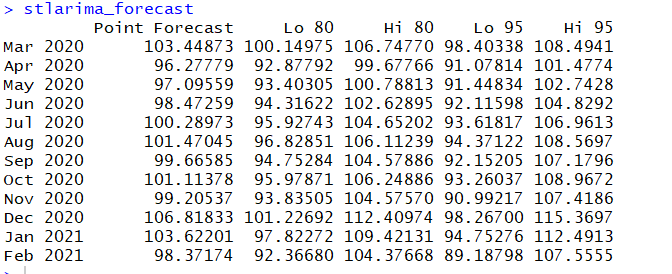 > stlarima_forecast
Point Forecast Lo 80 Hi 80 Lo 95 Hi 95
Mar 2020 103.44873 100.14975 106.74770 98.40338 108.4941
Apr 2020 96.27779 92.87792 99.67766 91.07814 101.4774
May 2020 97.09559 93.40305 100.78813 91.44834 102.7428
Jun 2020 98.47259 94.31622 102.62895 92.11598 104.8292
Jul 2020 100.28973 95.92743 104.65202 93.61817 106.9613
Aug 2020 101.47045 96.82851 106.11239 94.37122 108.5697
Sep 2020 99.66585 94.75284 104.57886 92.15205 107.1796
Oct 2020 101.11378 95.97871 106.24886 93.26037 108.9672
Nov 2020 99.20537 93.83505 104.57570 90.99217 107.4186
Dec 2020 106.81833 101.22692 112.40974 98.26700 115.3697
Jan 2021 103.62201 97.82272 109.42131 94.75276 112.4913
Feb 2021 98.37174 92.36680 104.37668 89.18798 107.5555
>